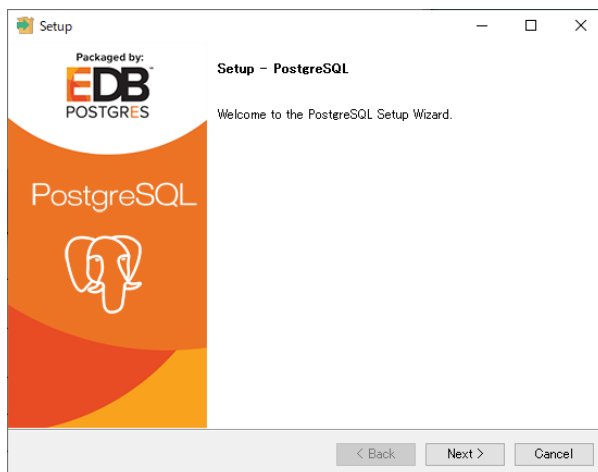 Setup
Packaged by:
EDB
POSTGRES
PostgreSQL
Setup - PostgreSQL
Welcome to the PostgreSQL Setup Wizard.
< Back
Next >
Cancel